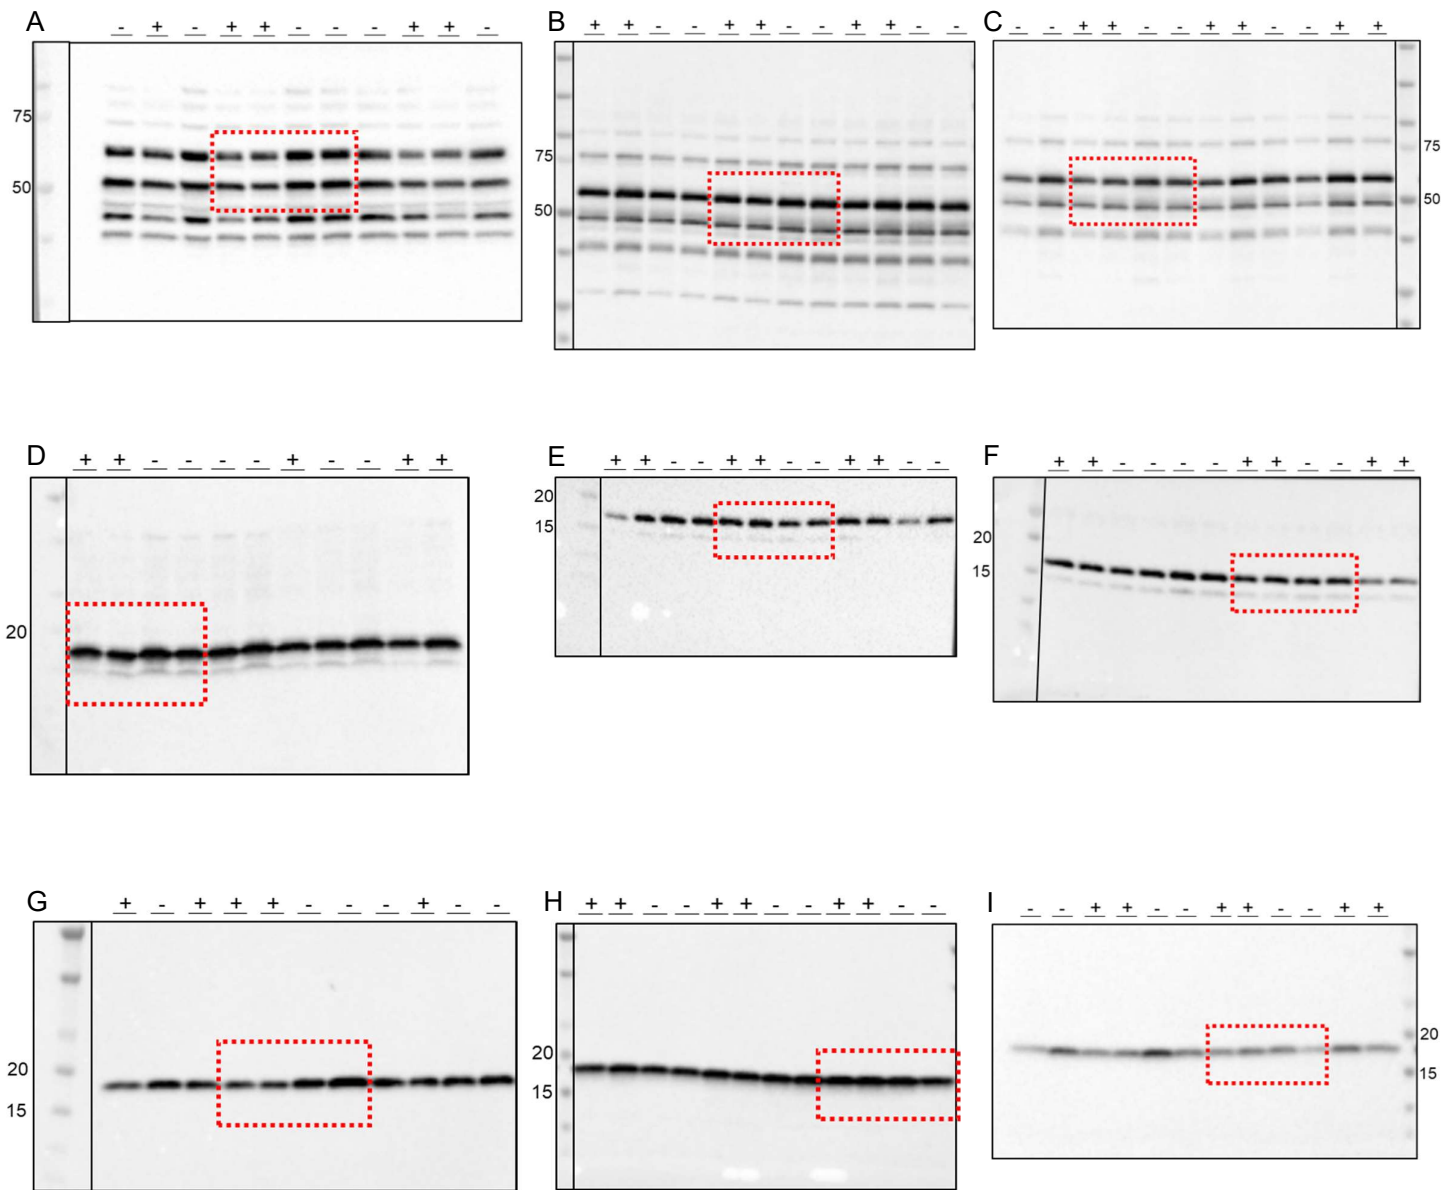 A - + - + + - - - + + -
75
50
B + + - - + + - - + + - -
75
50
C - - + + - - + + - - + +
75
50
D + + - - - - + - - + +
20
E + + - - + + - - + + - -
20
15
F + + - - - - + + - - + +
20
15
G + - + + + - - - + - -
20
15
H + + - - + + - - + + - -
20
15
I - - + + - - + + - - + +
20
15